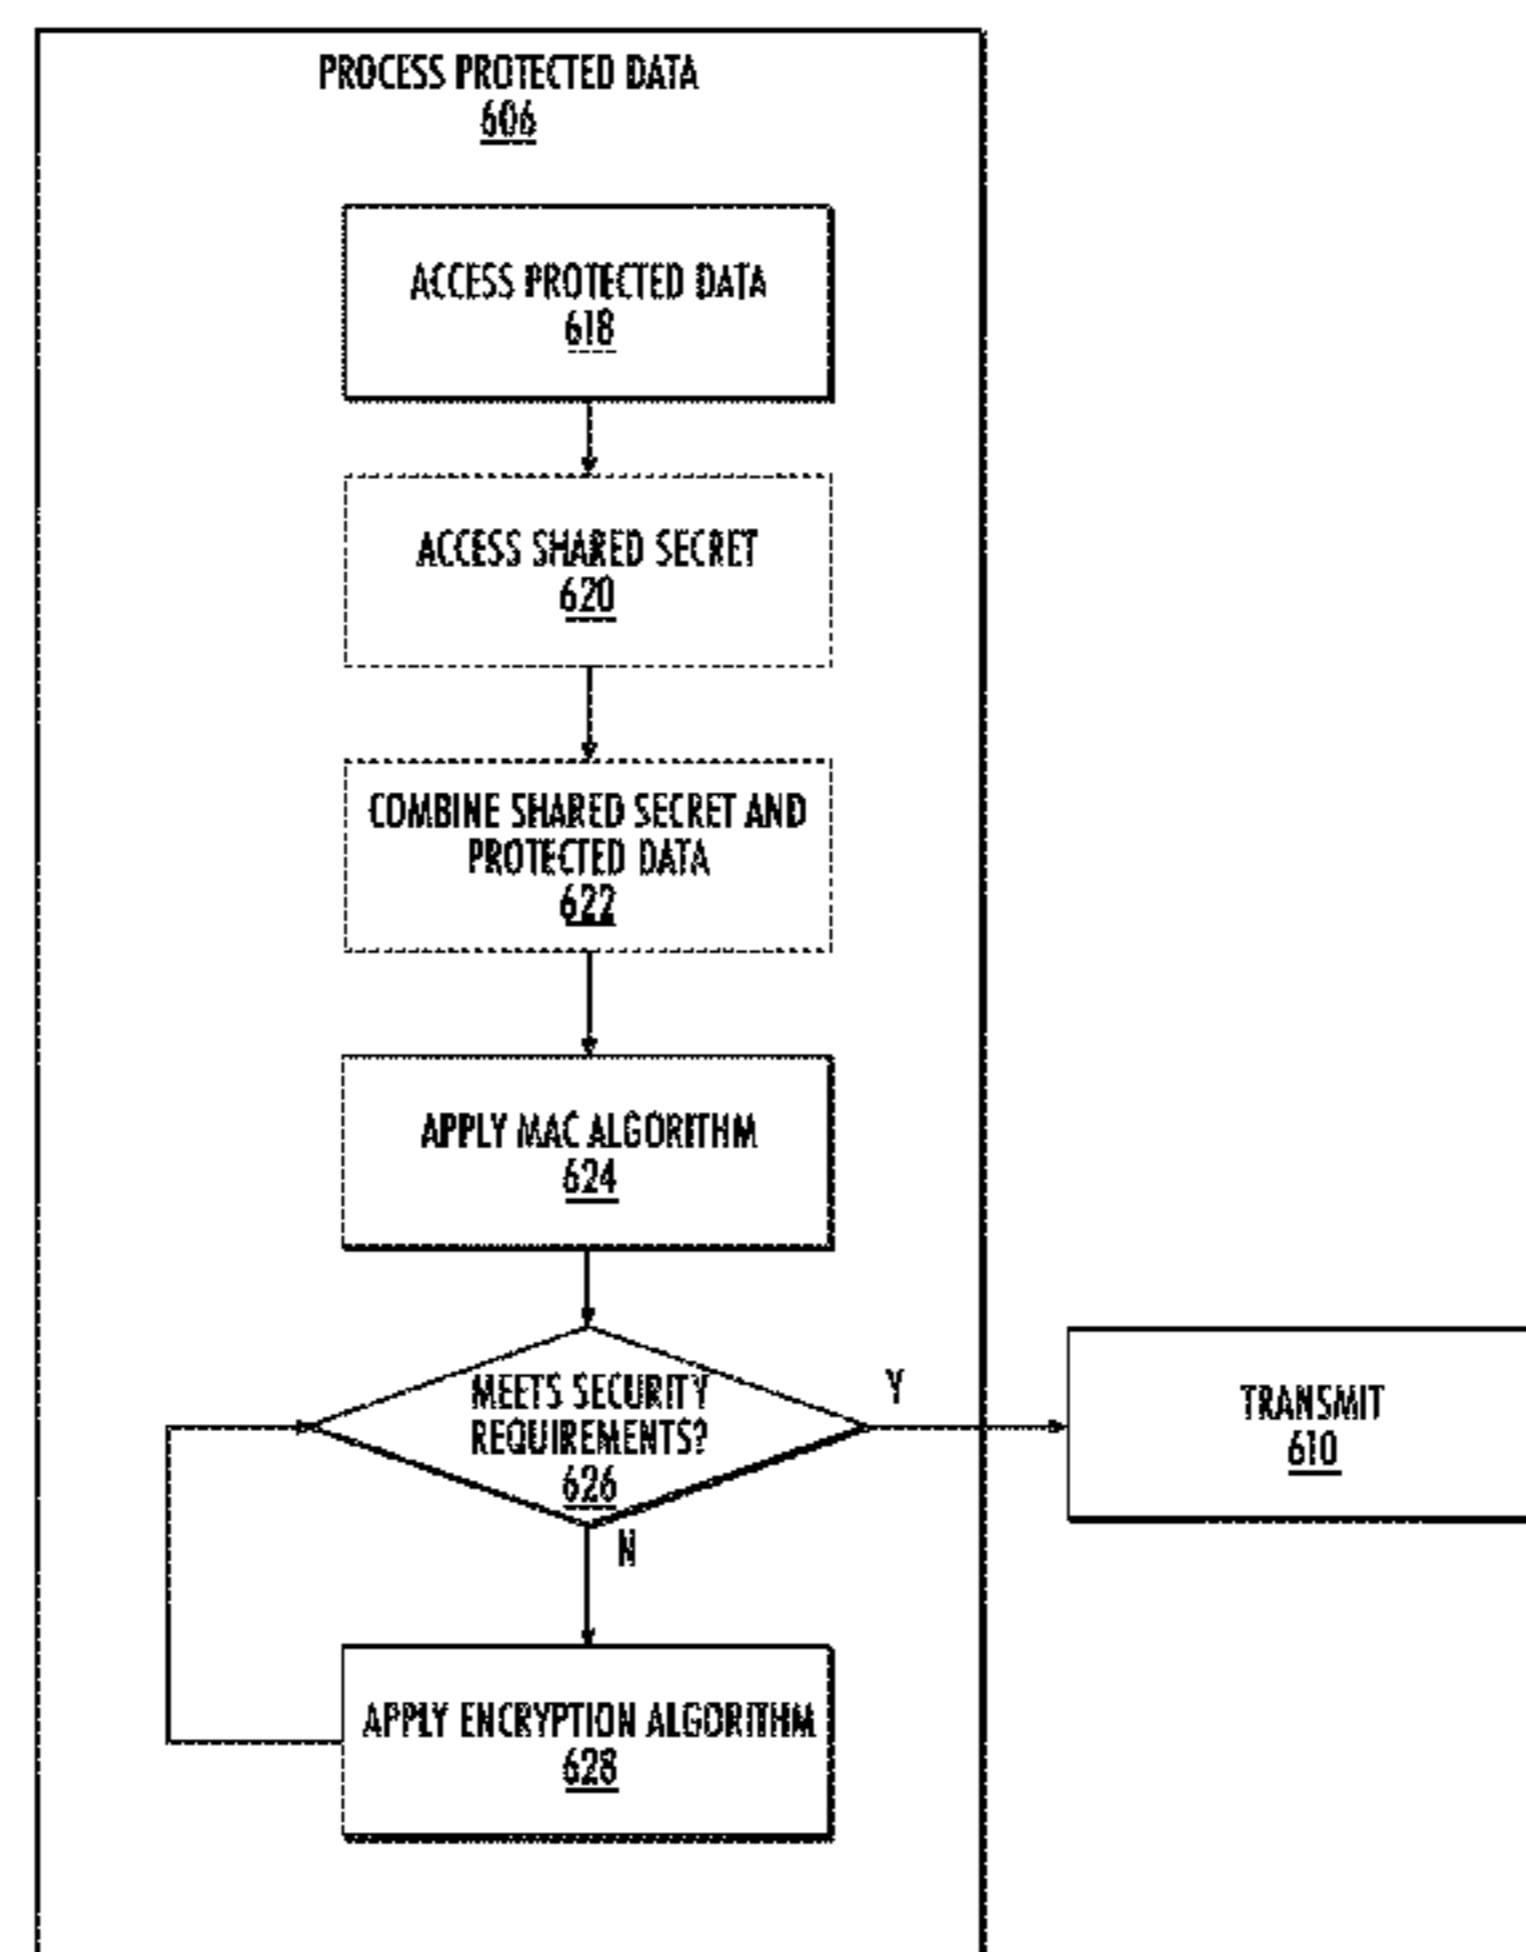 PROCESS PROTECTED DATA
606
ACCESS PROTECTED DATA
618
ACCESS SHARED SECRET
620
COMBINE SHARED SECRET AND
PROTECTED DATA
622
APPLY MAC ALGORITHM
624
MEETS SECURITY
REQUIREMENTS?
626
Y
TRANSMIT
610
N
APPLY ENCRYPTION ALGORITHM
628